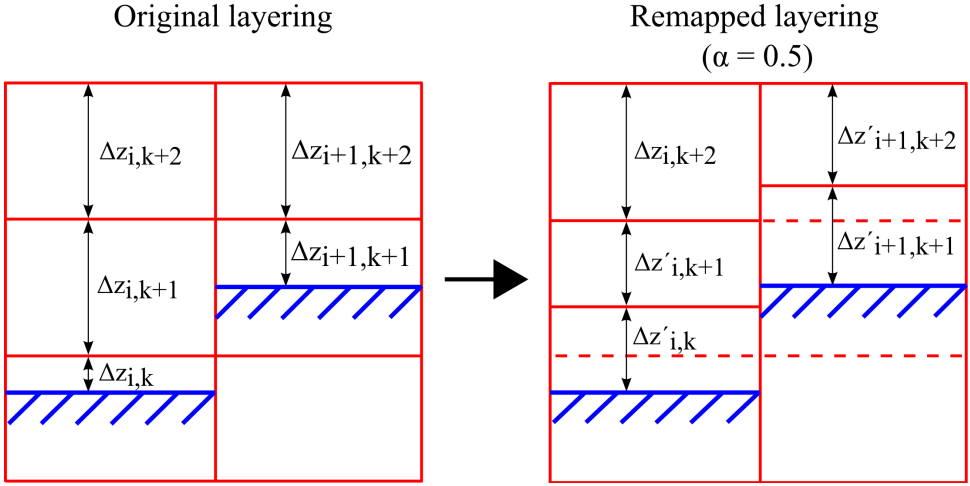 Original layering
Remapped layering
(α = 0.5)
Δzi,k+2
Δzi+1,k+2
Δzi,k+2
Δz´i+1,k+2
Δzi,k+1
Δzi+1,k+1
Δz´i,k+1
Δz´i+1,k+1
Δzi,k
Δz´i,k